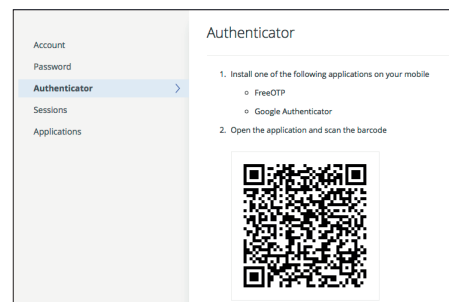 Account
Password
Authenticator
Sessions
Applications
Authenticator
1. Install one of the following applications on your mobile
FreeOTP
Google Authenticator
2. Open the application and scan the barcode